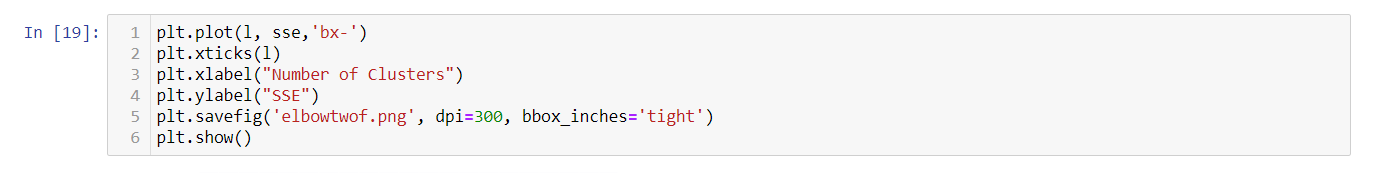 In [19]:
1 plt.plot(l, sse,'bx-')
2 plt.xticks(l)
3 plt.xlabel("Number of Clusters")
4 plt.ylabel("SSE")
5 plt.savefig('elbowtwof.png', dpi=300, bbox_inches='tight')
6 plt.show()